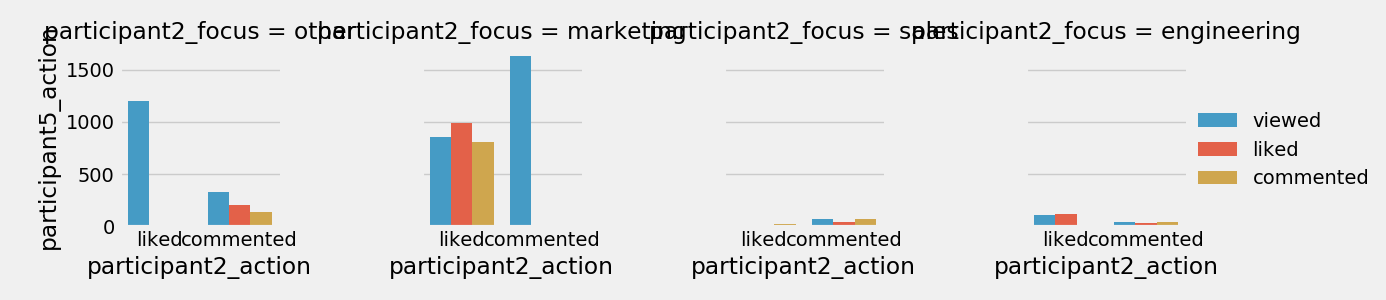 participant2_focus = other
participant2_focus = marketing
participant2_focus = sales
participant2_focus = engineering
participant5_action
1500
1000
500
0
viewed
liked
commented
liked commented
liked commented
liked commented
liked commented
participant2_action
participant2_action
participant2_action
participant2_action